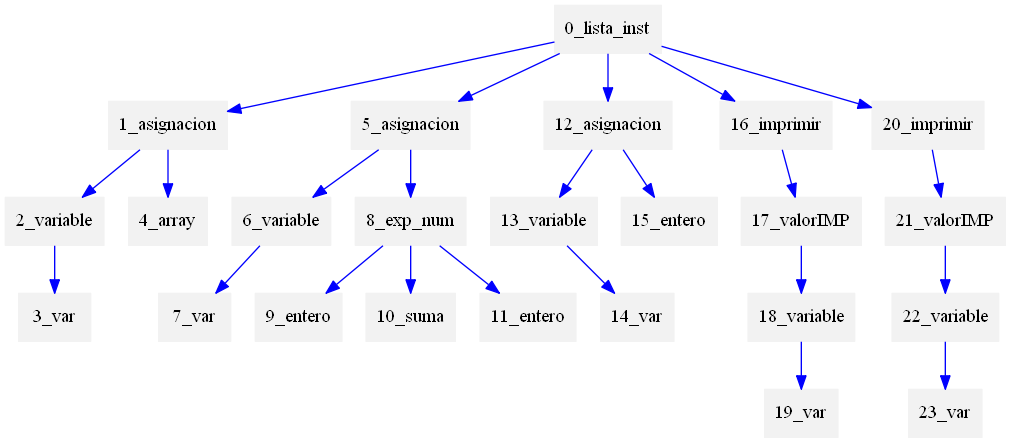 0_lista_inst
1_asignacion
5_asignacion
12_asignacion
16_imprimir
20_imprimir
2_variable
4_array
6_variable
8_exp_num
13_variable
15_entero
17_valorIMP
21_valorIMP
3_var
7_var
9_entero
10_suma
11_entero
14_var
18_variable
22_variable
19_var
23_var